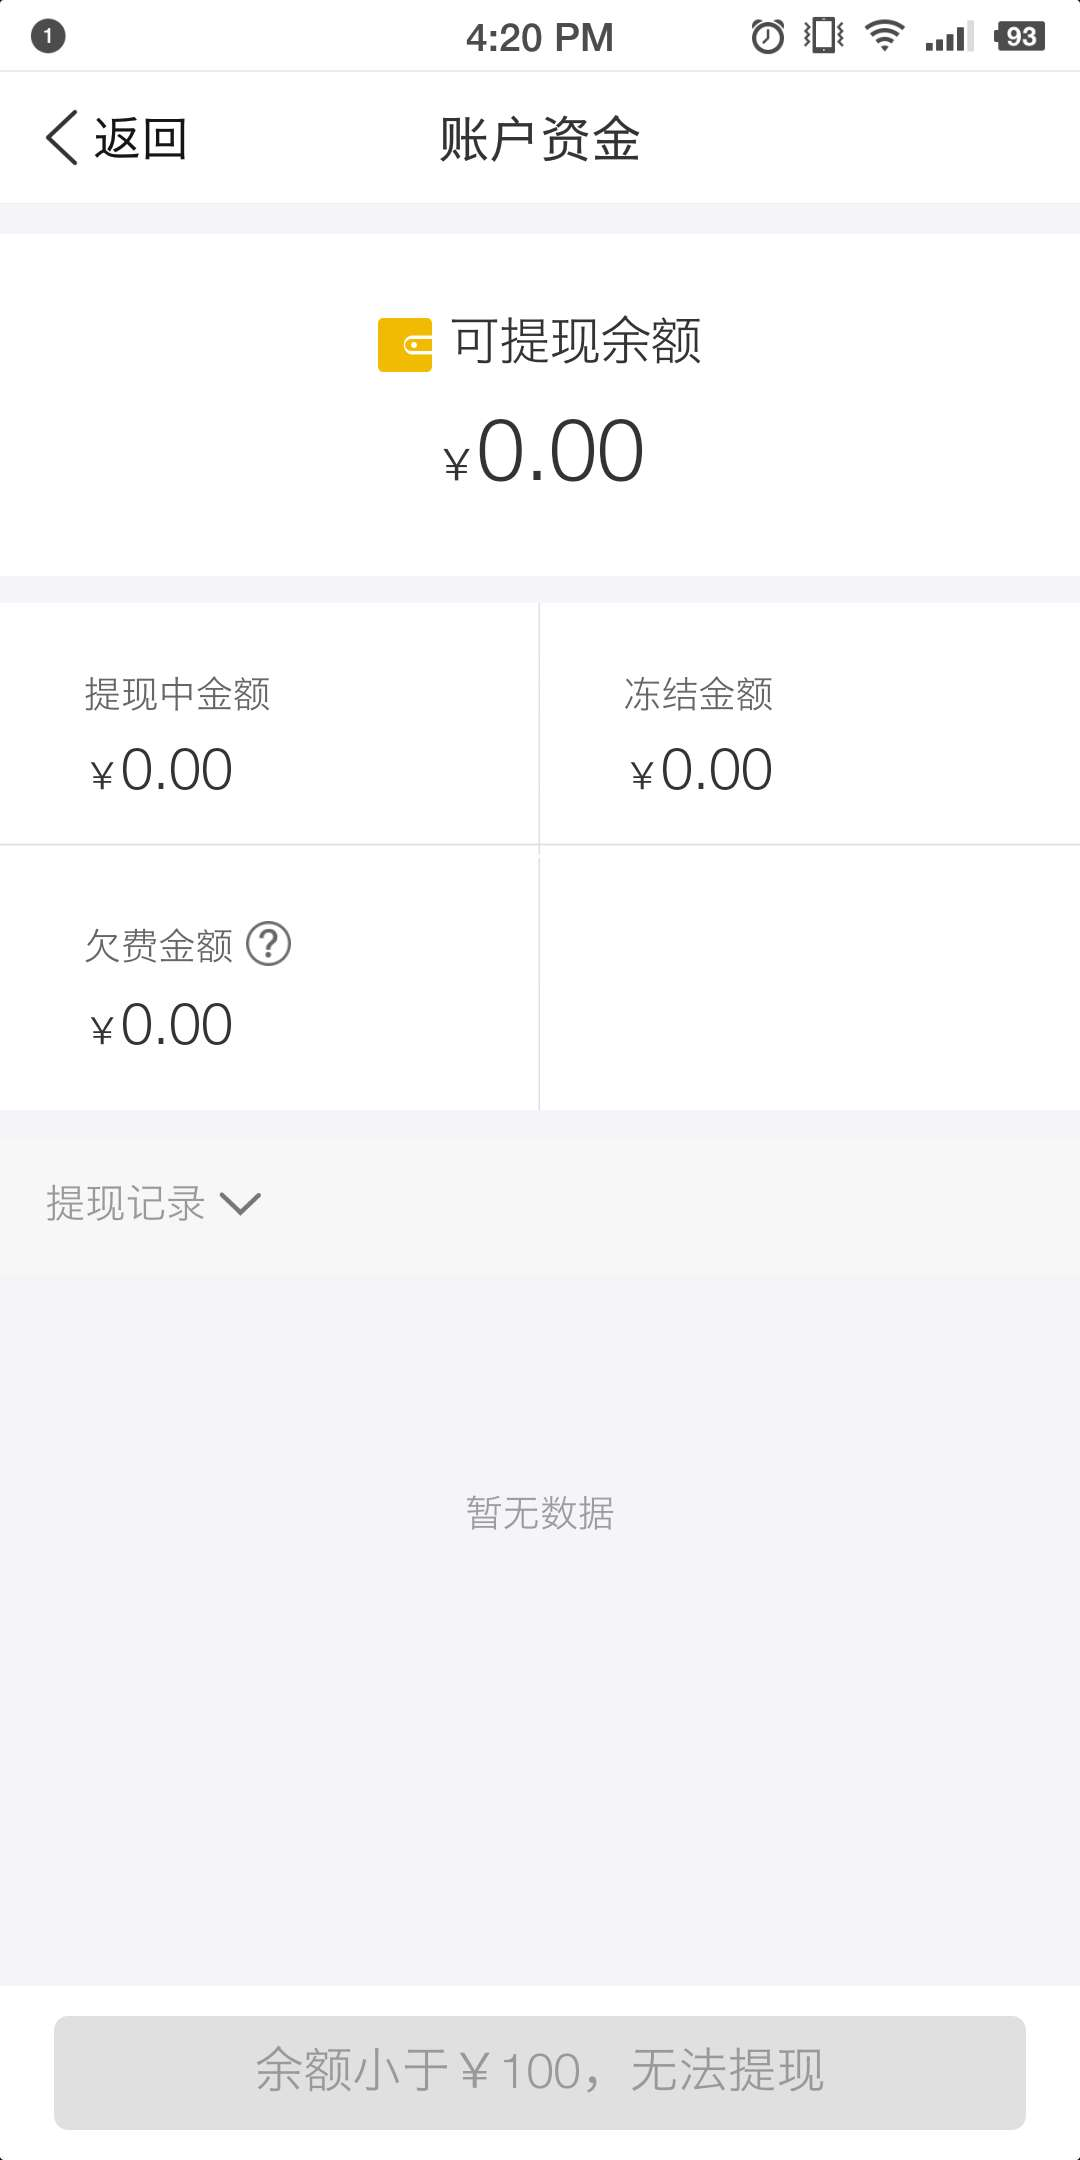 1
4:20 PM
93
返回
账户资金
可提现余额
¥0.00
提现中金额
¥0.00
冻结金额
¥0.00
欠费金额 ?
¥0.00
提现记录
暂无数据
余额小于¥100，无法提现